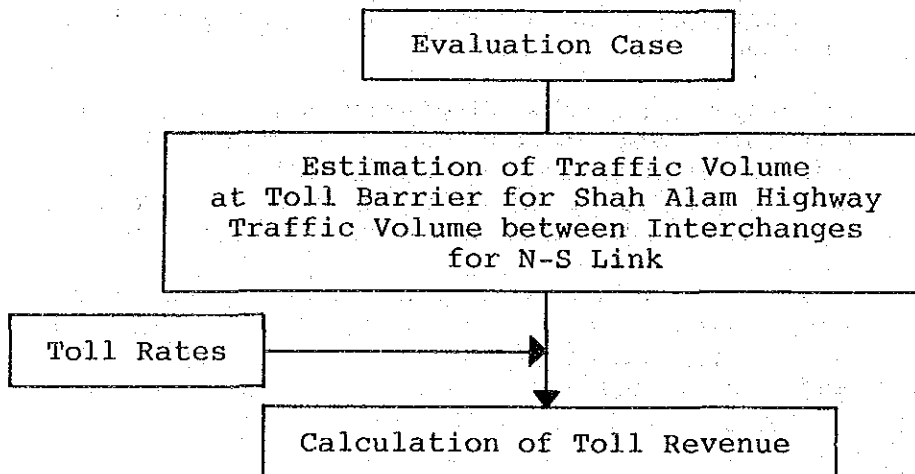 Evaluation Case
Estimation of Traffic Volume
at Toll Barrier for Shah Alam Highway
Traffic Volume between Interchanges
for N-S Link
Toll Rates
Calculation of Toll Revenue